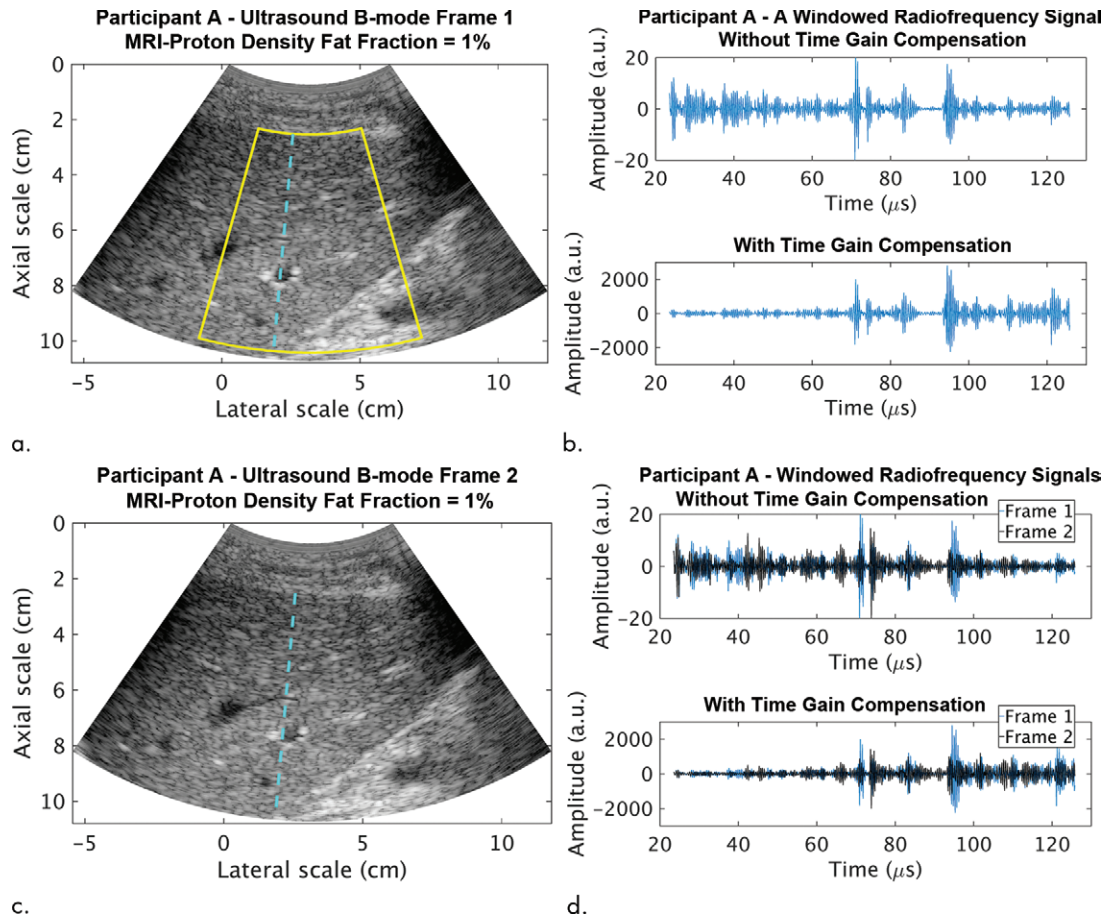 Participant A - Ultrasound B-mode Frame 1
MRI-Proton Density Fat Fraction = 1%
0
2
4
6
8
10
Axial scale (cm)
-5
0
5
10
Lateral scale (cm)
a.
Participant A - A Windowed Radiofrequency Signal
Without Time Gain Compensation
20
0
-20
Amplitude (a.u.)
20
40
60
80
100
120
Time (μs)
With Time Gain Compensation
2000
0
-2000
Amplitude (a.u.)
20
40
60
80
100
120
Time (μs)
b.
Participant A - Ultrasound B-mode Frame 2
MRI-Proton Density Fat Fraction = 1%
0
2
4
6
8
10
Axial scale (cm)
-5
0
5
10
Lateral scale (cm)
c.
Participant A - Windowed Radiofrequency Signals
Without Time Gain Compensation
Frame 1
Frame 2
20
0
-20
Amplitude (a.u.)
20
40
60
80
100
120
Time (μs)
With Time Gain Compensation
Frame 1
Frame 2
2000
0
-2000
Amplitude (a.u.)
20
40
60
80
100
120
Time (μs)
d.